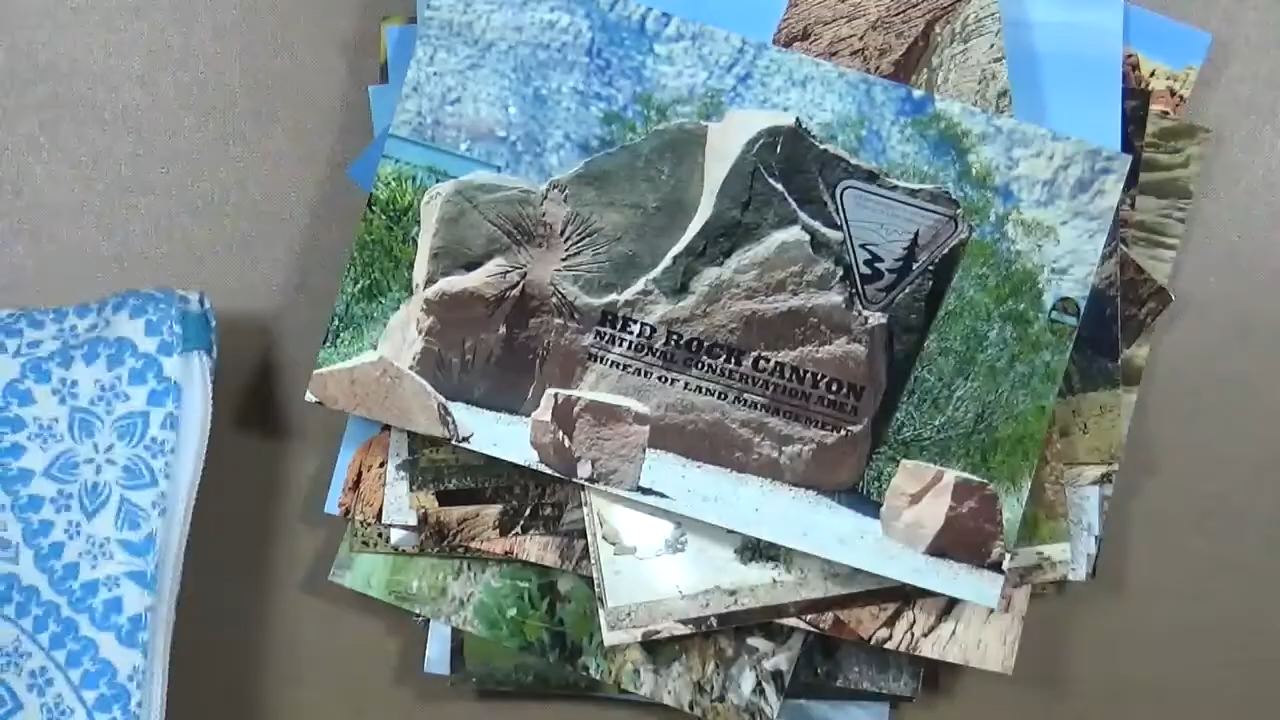 RED ROCK CANYON
NATIONAL CONSERVATION AREA
BUREAU OF LAND MANAGEMENT